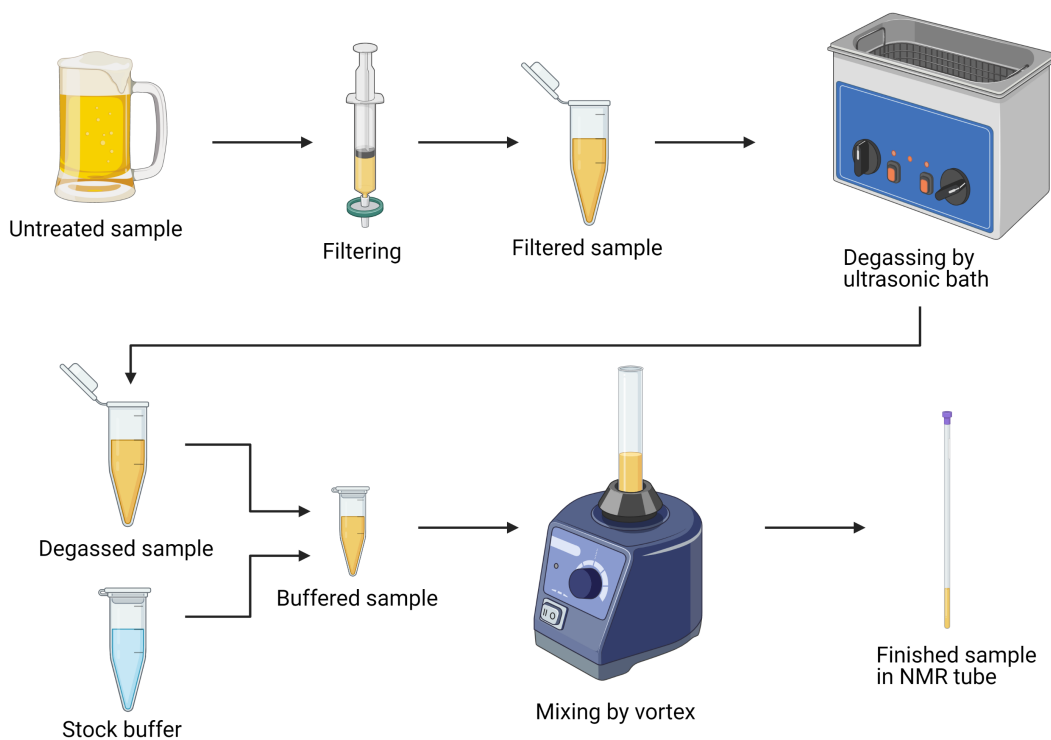 Untreated sample
Filtering
Filtered sample
Degassing by
ultrasonic bath
Degassed sample
Stock buffer
Buffered sample
Mixing by vortex
Finished sample
in NMR tube